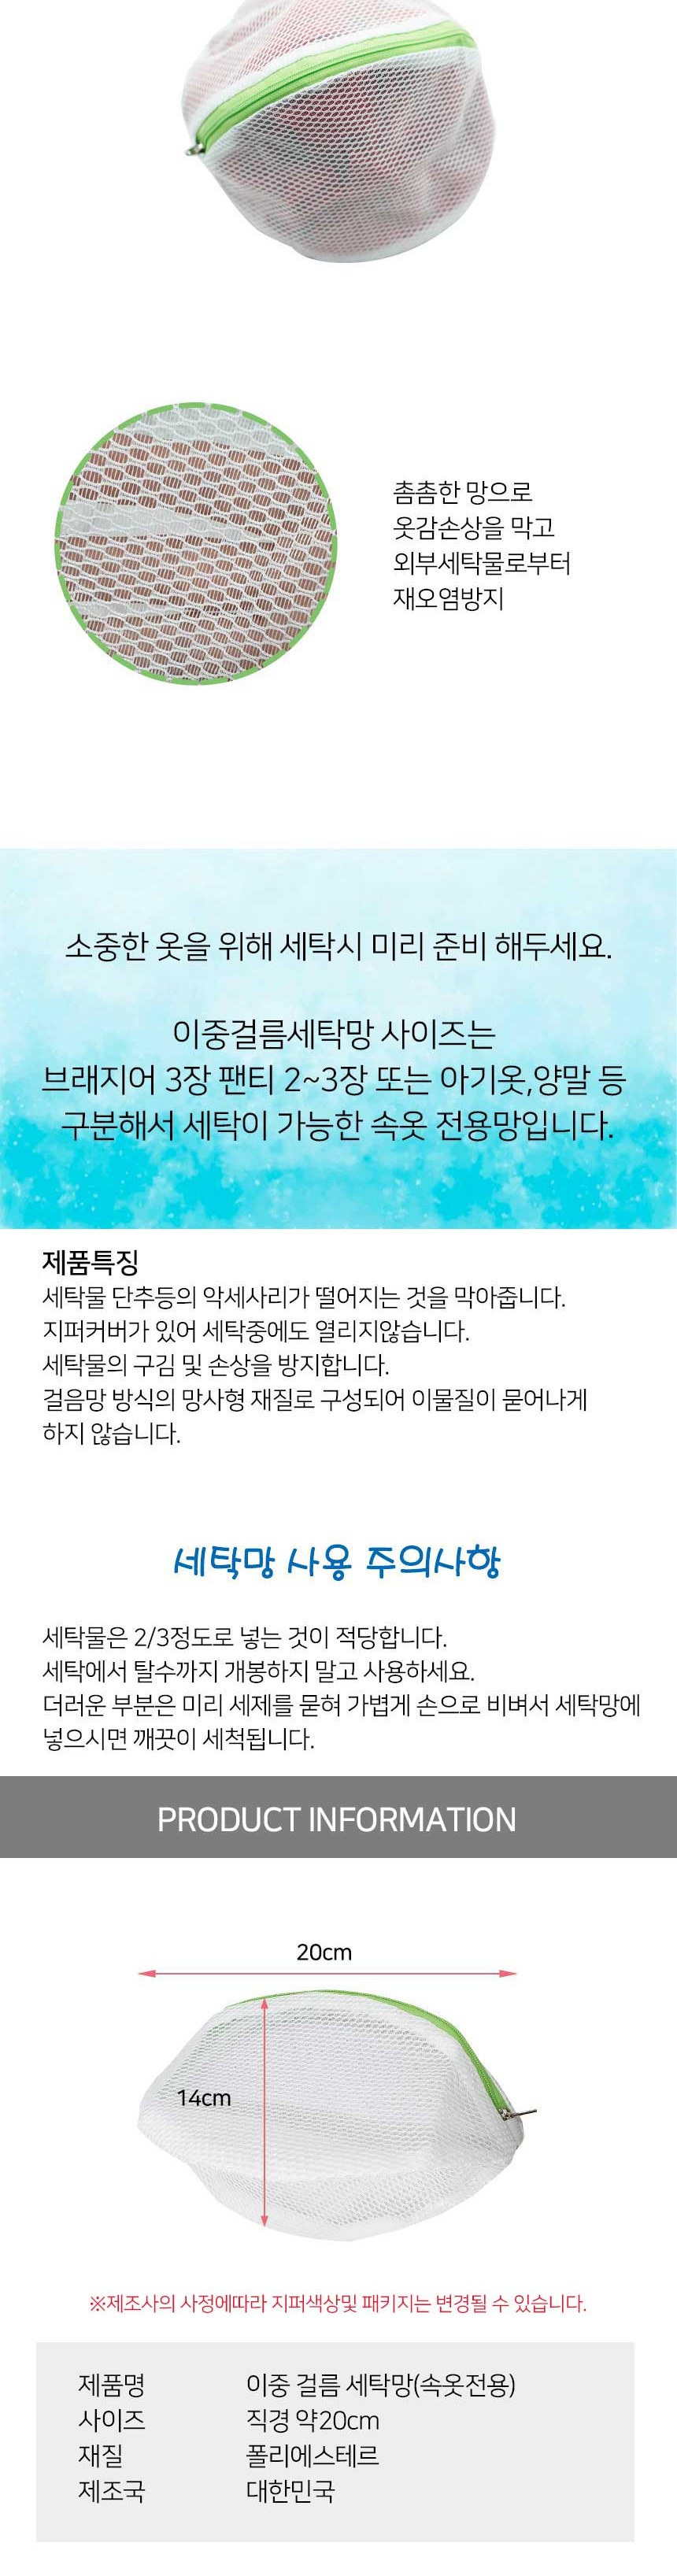 촘촘한 망으로
옷감손상을 막고
외부세탁물로부터
재오염방지
소중한 옷을 위해 세탁시 미리 준비 해두세요.
이중걸름세탁망 사이즈는
브래지어 3장 팬티 2~3장 또는 아기옷,양말 등
구분해서 세탁이 가능한 속옷 전용망입니다.
제품특징
세탁물 단추등의 악세사리가 떨어지는 것을 막아줍니다.
지퍼커버가 있어 세탁중에도 열리지않습니다.
세탁물의 구김 및 손상을 방지합니다.
걸음망 방식의 망사형 재질로 구성되어 이물질이 묻어나게
하지 않습니다.
세탁망 사용 주의사항
세탁물은 2/3정도로 넣는 것이 적당합니다.
세탁에서 탈수까지 개봉하지 말고 사용하세요.
더러운 부분은 미리 세제를 묻혀 가볍게 손으로 비벼서 세탁망에
넣으시면 깨끗이 세척됩니다.
PRODUCT INFORMATION
20cm
14cm
※제조사의 사정에따라 지퍼색상및 패키지는 변경될 수 있습니다.
제품명 이중 걸름 세탁망(속옷전용)
사이즈 직경 약20cm
재질 폴리에스테르
제조국 대한민국